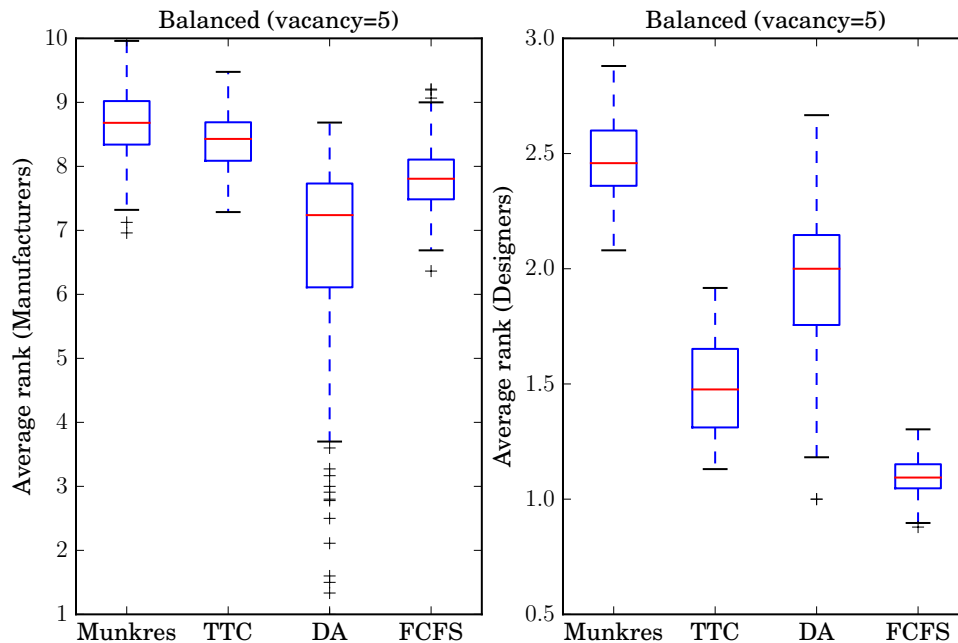 Balanced (vacancy=5)
Average rank (Manufacturers)
10
9
8
7
6
5
4
3
2
1
Munkres TTC DA FCFS
Balanced (vacancy=5)
Average rank (Designers)
3.0
2.5
2.0
1.5
1.0
0.5
Munkres TTC DA FCFS